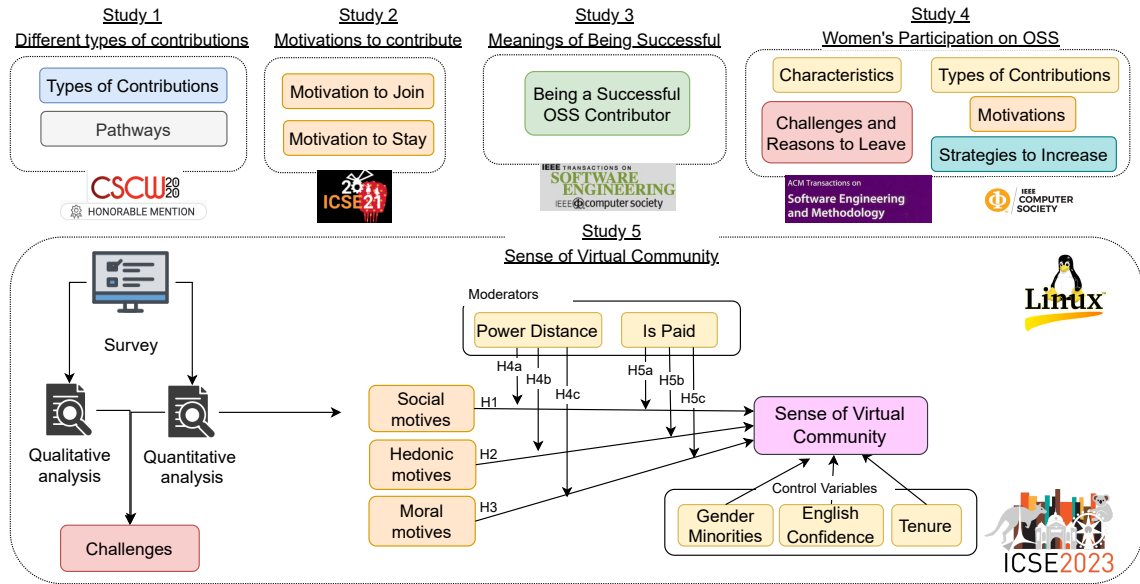 Study 1
Different types of contributions
Types of Contributions
Pathways
CSCW 20 20
HONORABLE MENTION
Study 2
Motivations to contribute
Motivation to Join
Motivation to Stay
20
ICSE 21
Study 3
Meanings of Being Successful
Being a Successful
OSS Contributor
IEEE TRANSACTIONS ON
SOFTWARE
ENGINEERING
IEEE computer society
Study 4
Women's Participation on OSS
Characteristics
Types of Contributions
Challenges and
Reasons to Leave
Motivations
Strategies to Increase
ACM Transactions on
Software Engineering
and Methodology
IEEE
COMPUTER
SOCIETY
Study 5
Sense of Virtual Community
Survey
Qualitative
analysis
Quantitative
analysis
Challenges
Moderators
Power Distance
Is Paid
H4a
H4b
H4c
H5a
H5b
H5c
Social
motives
H1
Hedonic
motives
H2
Moral
motives
H3
Sense of Virtual
Community
Control Variables
Gender
Minorities
English
Confidence
Tenure
Linux
TM
ICSE2023